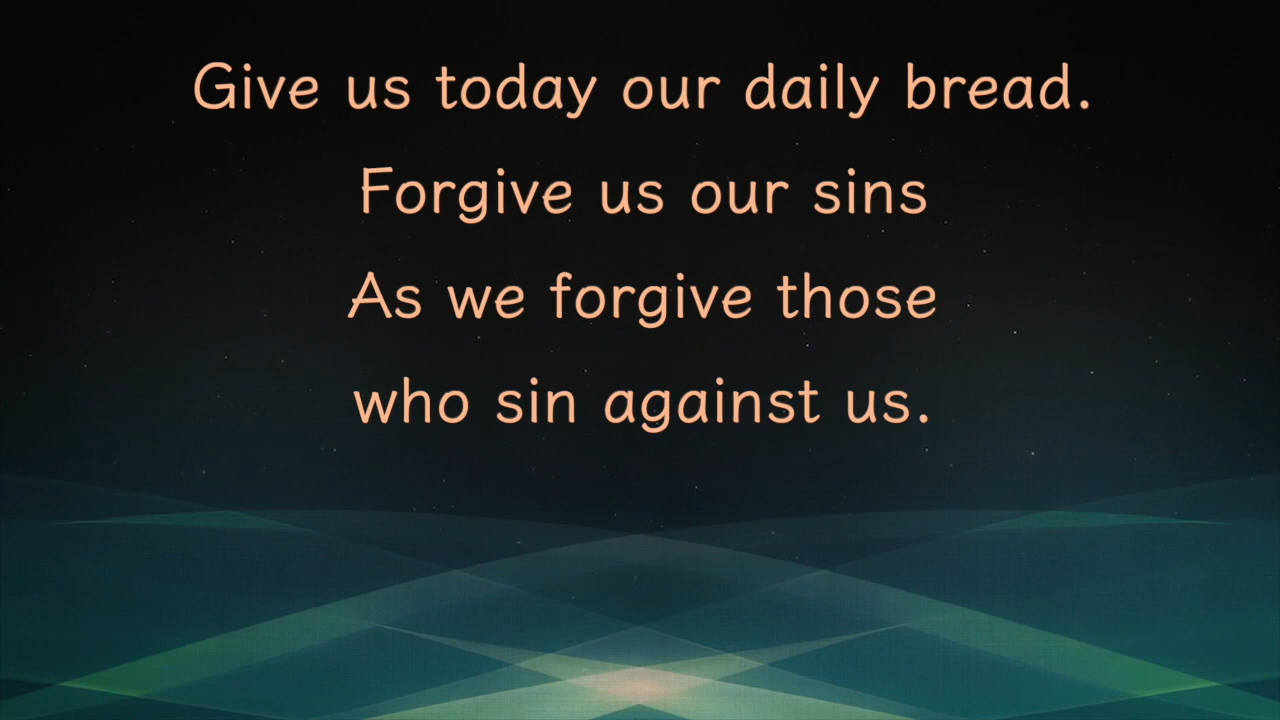 Give us today our daily bread.
Forgive us our sins
As we forgive those
who sin against us.